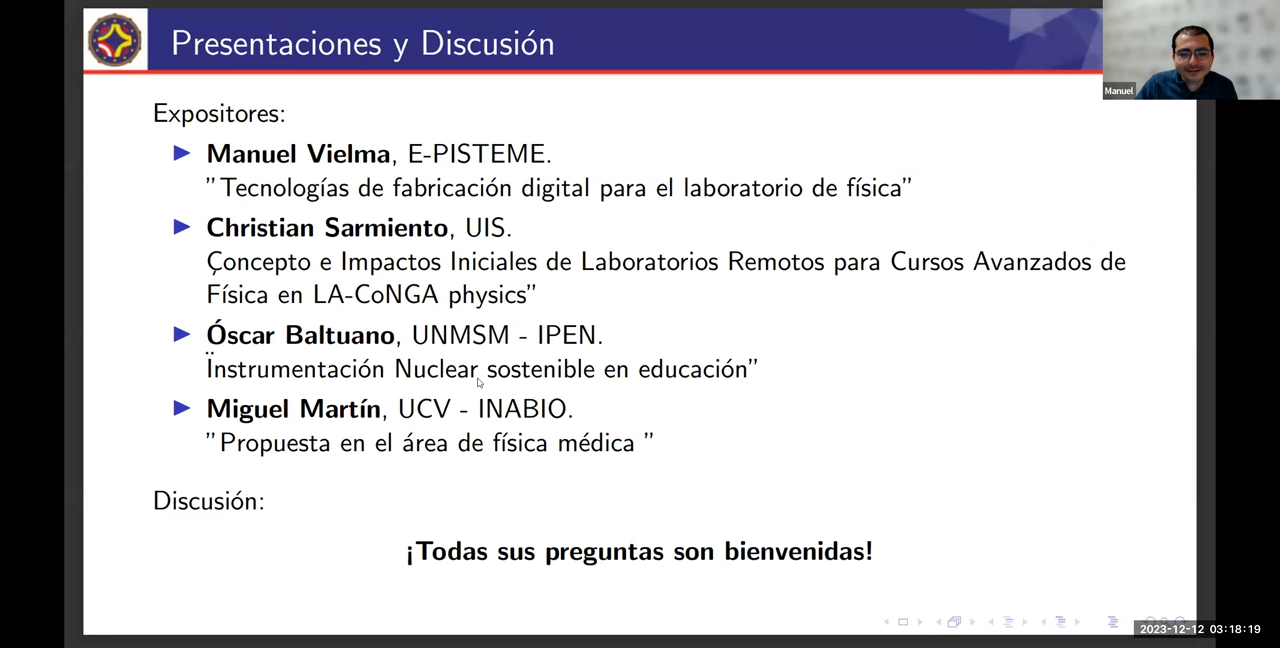 Presentaciones y Discusión
Manuel
Expositores:
Manuel Vielma, E-PISTEME.
”Tecnologías de fabricación digital para el laboratorio de física”
Christian Sarmiento, UIS.
Çoncepto e Impactos Iniciales de Laboratorios Remotos para Cursos Avanzados de
Física en LA-CoNGA physics”
Óscar Baltuano, UNMSM - IPEN.
Ïnstrumentación Nuclear sostenible en educación”
Miguel Martín, UCV - INABIO.
”Propuesta en el área de física médica ”
Discusión:
¡Todas sus preguntas son bienvenidas!
2023-12-12 03:18:19